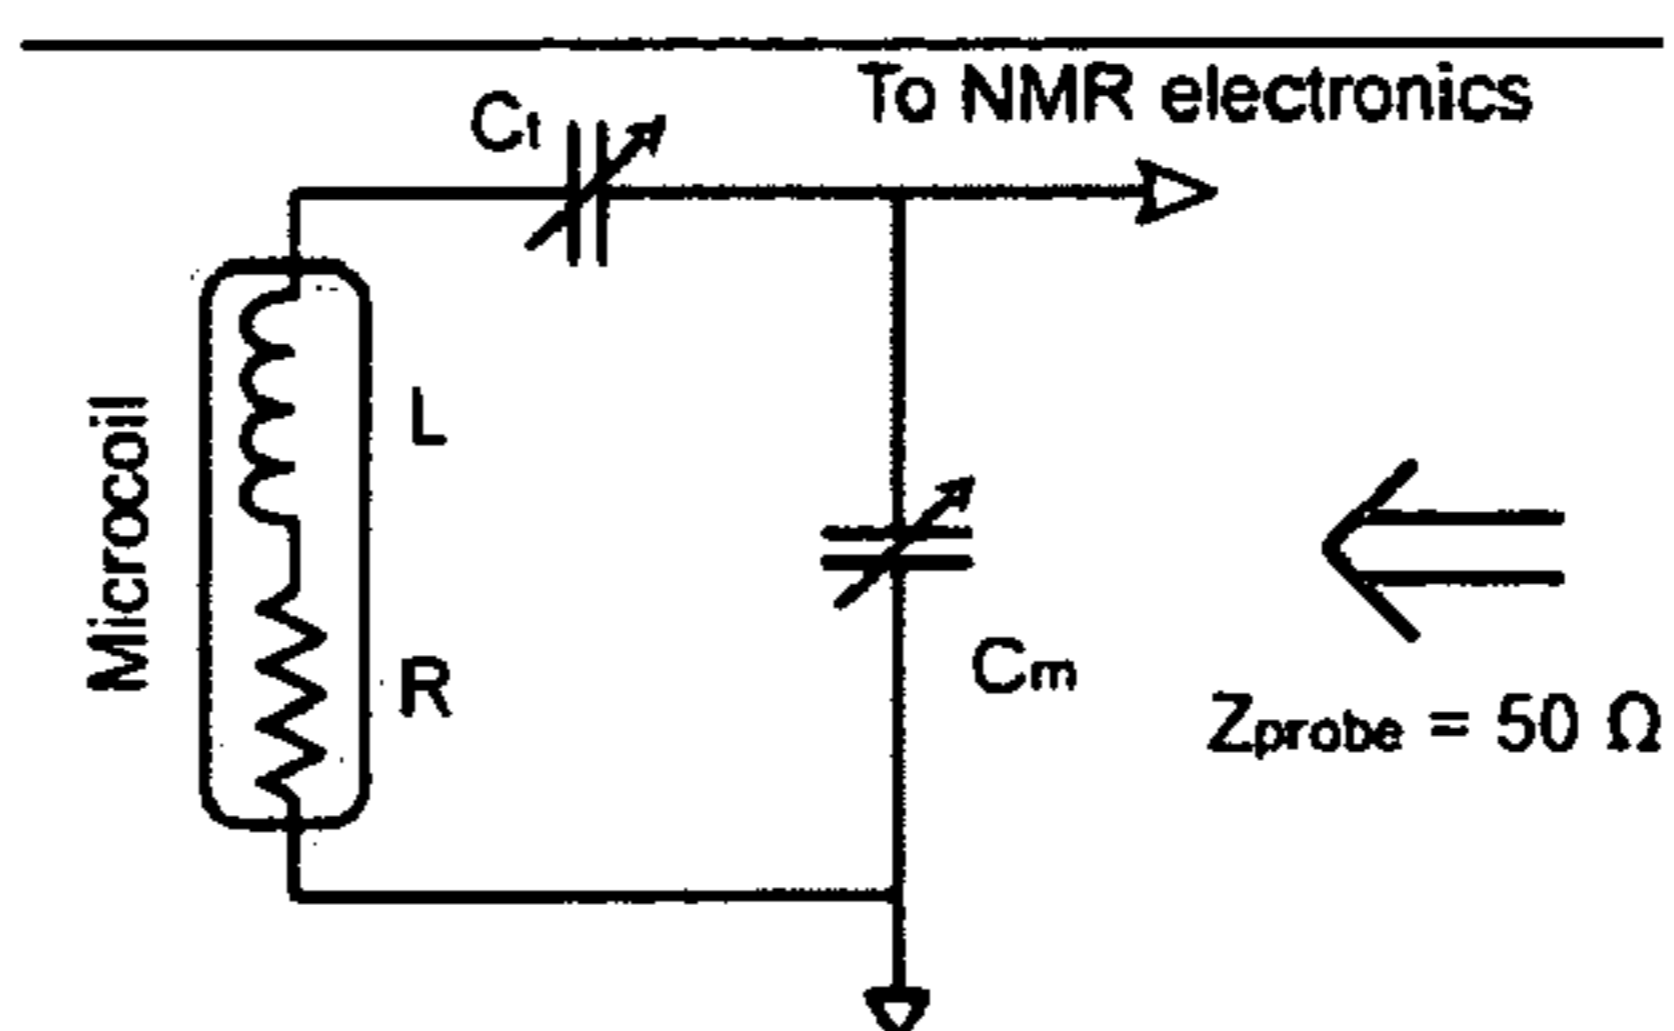 To NMR electronics
Ct
Microcoil
L
R
Cm
Zprobe = 50 Ω